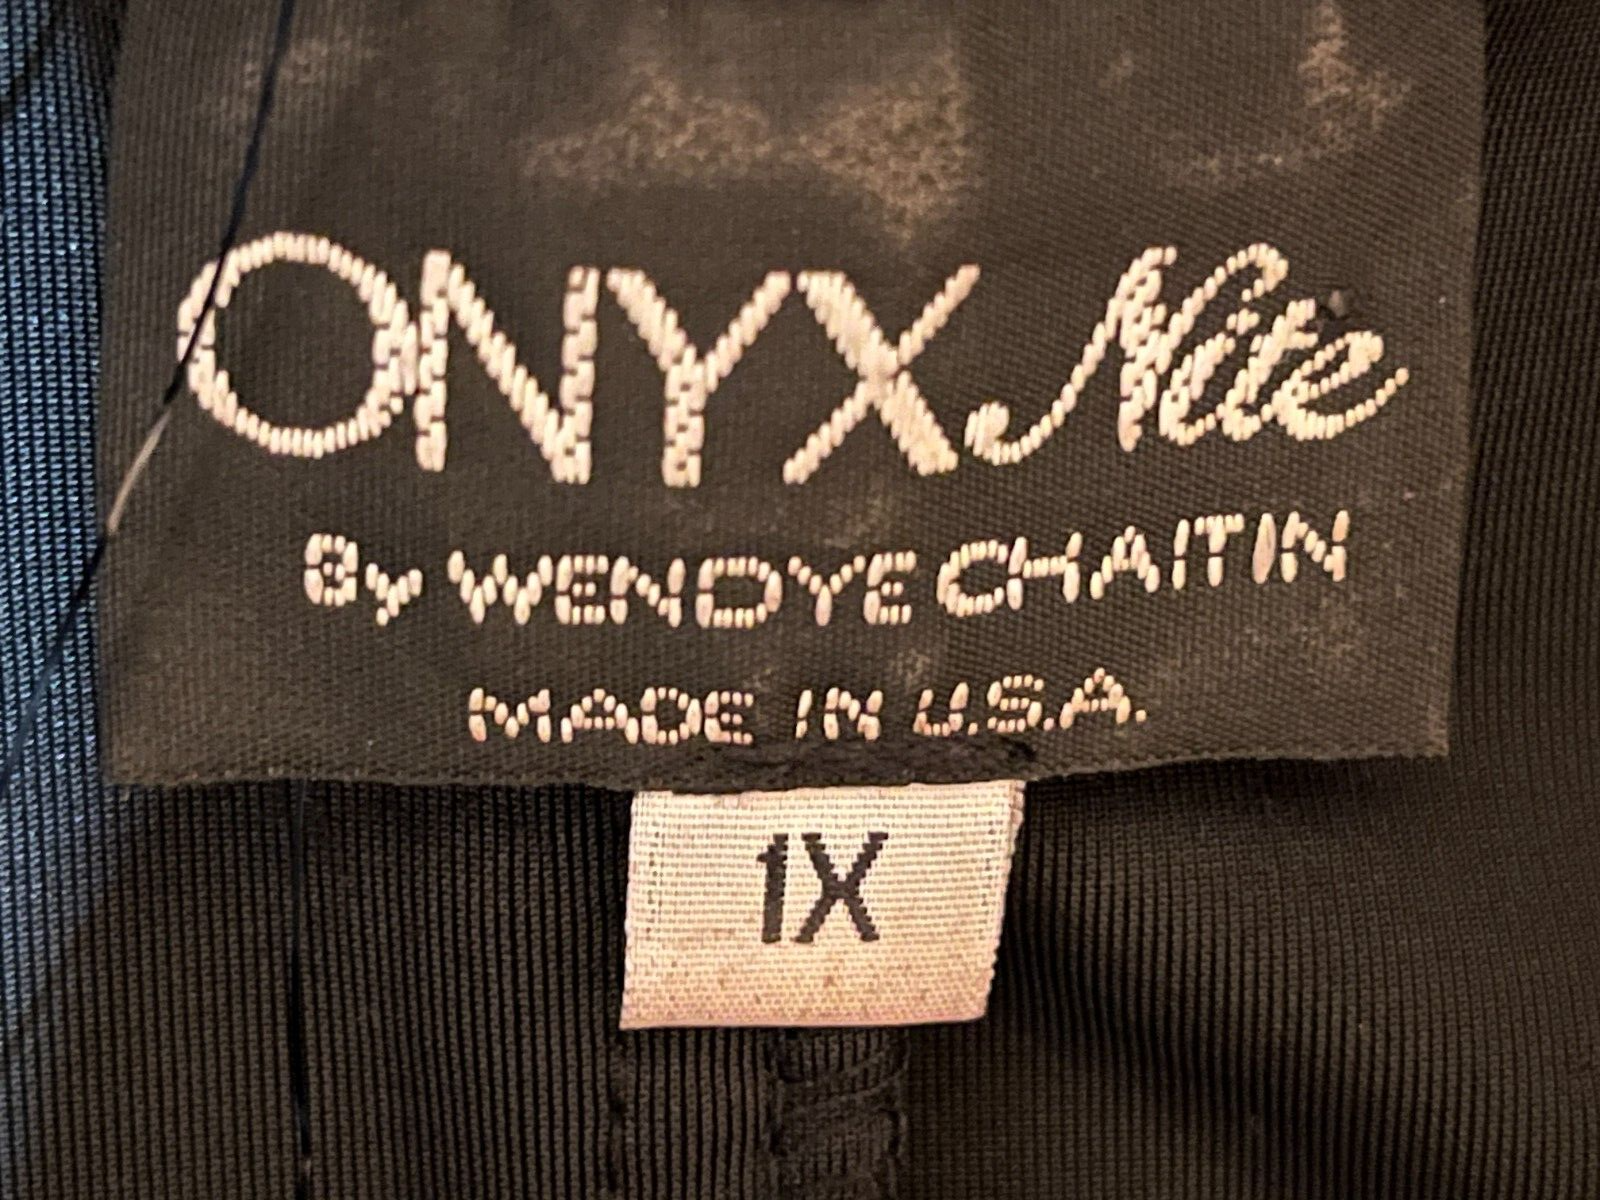 ONYX Nite
By WENDYE CHAITIN
MADE IN U.S.A.
1X